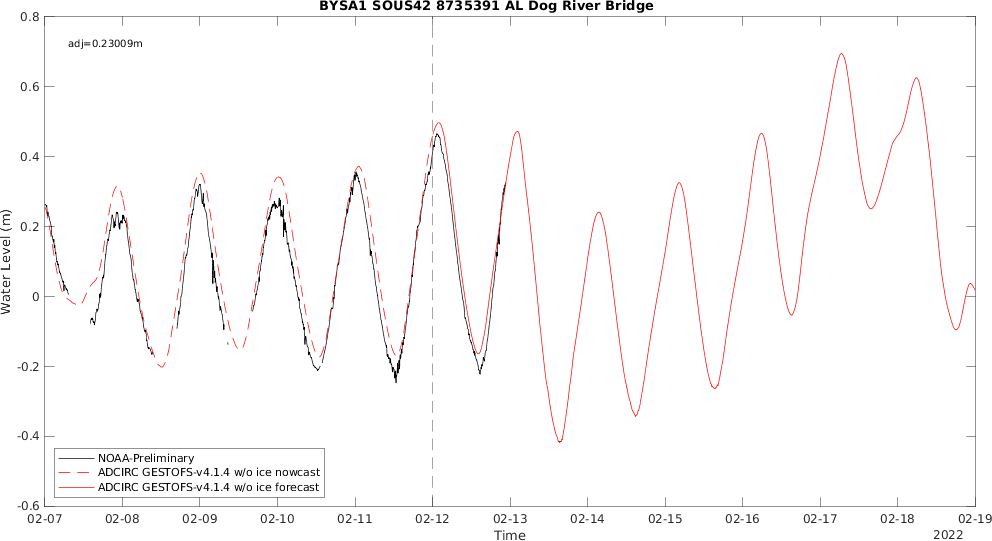 BYSA1 SOUS42 8735391 AL Dog River Bridge
adj=0.23009m
Water Level (m)
0.8
0.6
0.4
0.2
0
-0.2
-0.4
-0.6
NOAA-Preliminary
ADCIRC GESTOFS-v4.1.4 w/o ice nowcast
ADCIRC GESTOFS-v4.1.4 w/o ice forecast
02-07 02-08 02-09 02-10 02-11 02-12 02-13 02-14 02-15 02-16 02-17 02-18 02-19
Time
2022